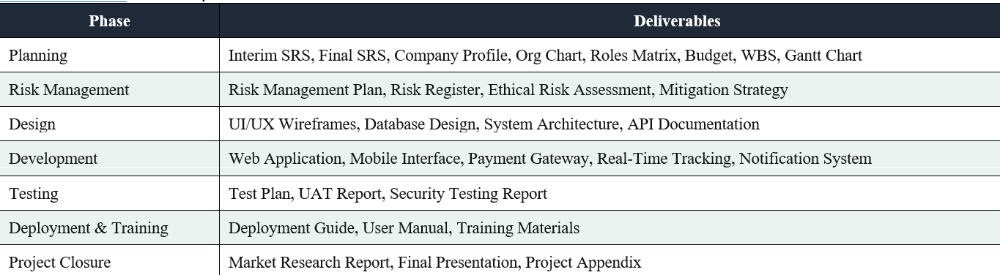 Phase Deliverables
Planning Interim SRS, Final SRS, Company Profile, Org Chart, Roles Matrix, Budget, WBS, Gantt Chart
Risk Management Risk Management Plan, Risk Register, Ethical Risk Assessment, Mitigation Strategy
Design UI/UX Wireframes, Database Design, System Architecture, API Documentation
Development Web Application, Mobile Interface, Payment Gateway, Real-Time Tracking, Notification System
Testing Test Plan, UAT Report, Security Testing Report
Deployment & Training Deployment Guide, User Manual, Training Materials
Project Closure Market Research Report, Final Presentation, Project Appendix